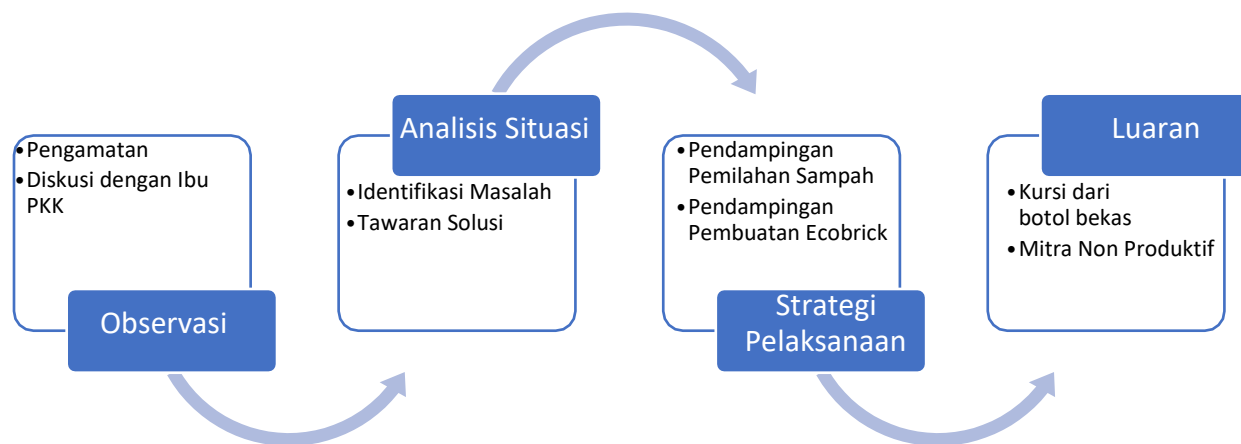 • Pengamatan
• Diskusi dengan Ibu
PKK
Observasi
Analisis Situasi
• Identifikasi Masalah
• Tawaran Solusi
• Pendampingan
Pemilahan Sampah
• Pendampingan
Pembuatan Ecobrick
Strategi
Pelaksanaan
Luaran
• Kursi dari
botol bekas
• Mitra Non Produktif